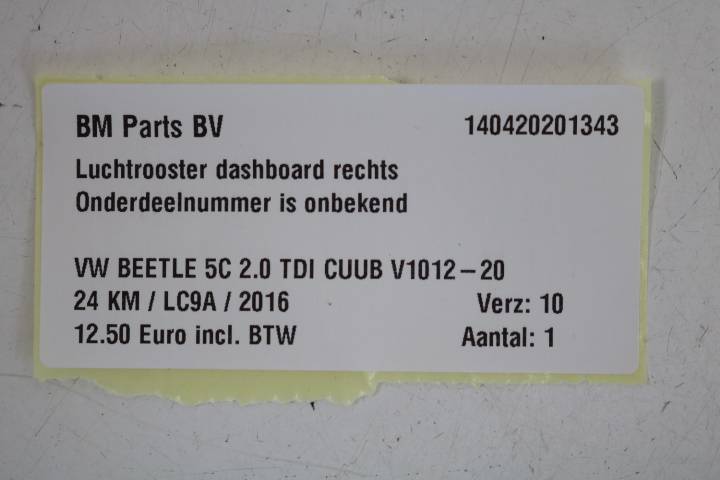 BM Parts BV 140420201343
Luchtrooster dashboard rechts
Onderdeelnummer is onbekend
VW BEETLE 5C 2.0 TDI CUUB V1012-20
24 KM / LC9A / 2016 Verz: 10
12.50 Euro incl. BTW Aantal: 1